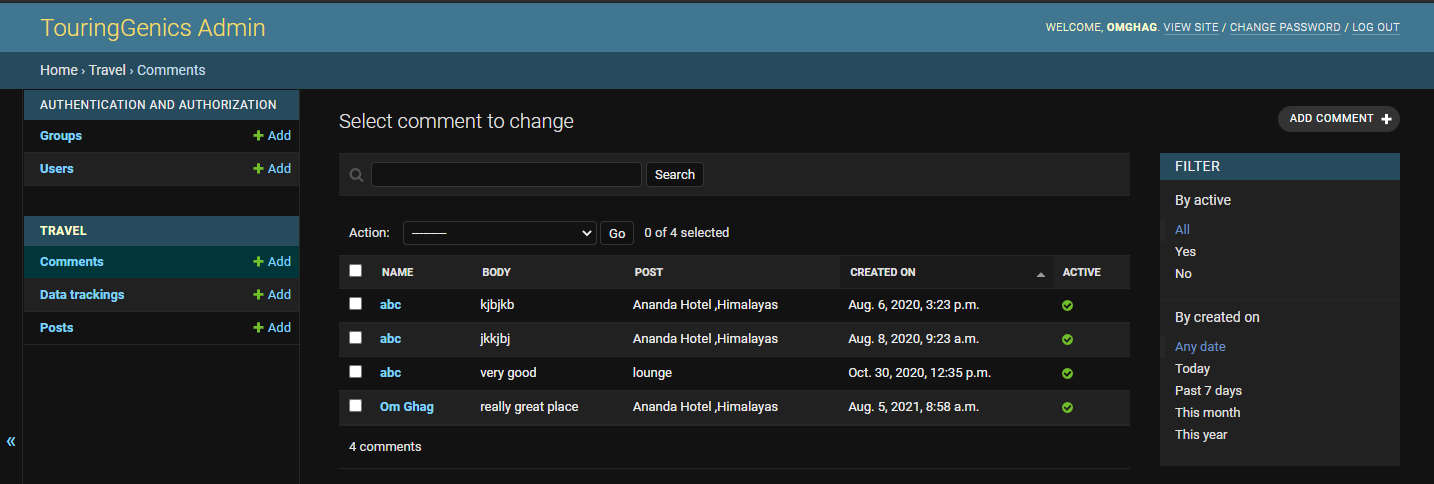 TouringGenics Admin
WELCOME, OMGHAG. VIEW SITE / CHANGE PASSWORD / LOG OUT
Home › Travel › Comments
AUTHENTICATION AND AUTHORIZATION
Groups + Add
Users + Add
TRAVEL
Comments + Add
Data trackings + Add
Posts + Add
«
Select comment to change
ADD COMMENT +
Search
Action: --------- Go 0 of 4 selected
NAME BODY POST CREATED ON ACTIVE
abc kjbjkb Ananda Hotel ,Himalayas Aug. 6, 2020, 3:23 p.m.
abc jkkjbj Ananda Hotel ,Himalayas Aug. 8, 2020, 9:23 a.m.
abc very good lounge Oct. 30, 2020, 12:35 p.m.
Om Ghag really great place Ananda Hotel ,Himalayas Aug. 5, 2021, 8:58 a.m.
4 comments
FILTER
By active
All
Yes
No
By created on
Any date
Today
Past 7 days
This month
This year